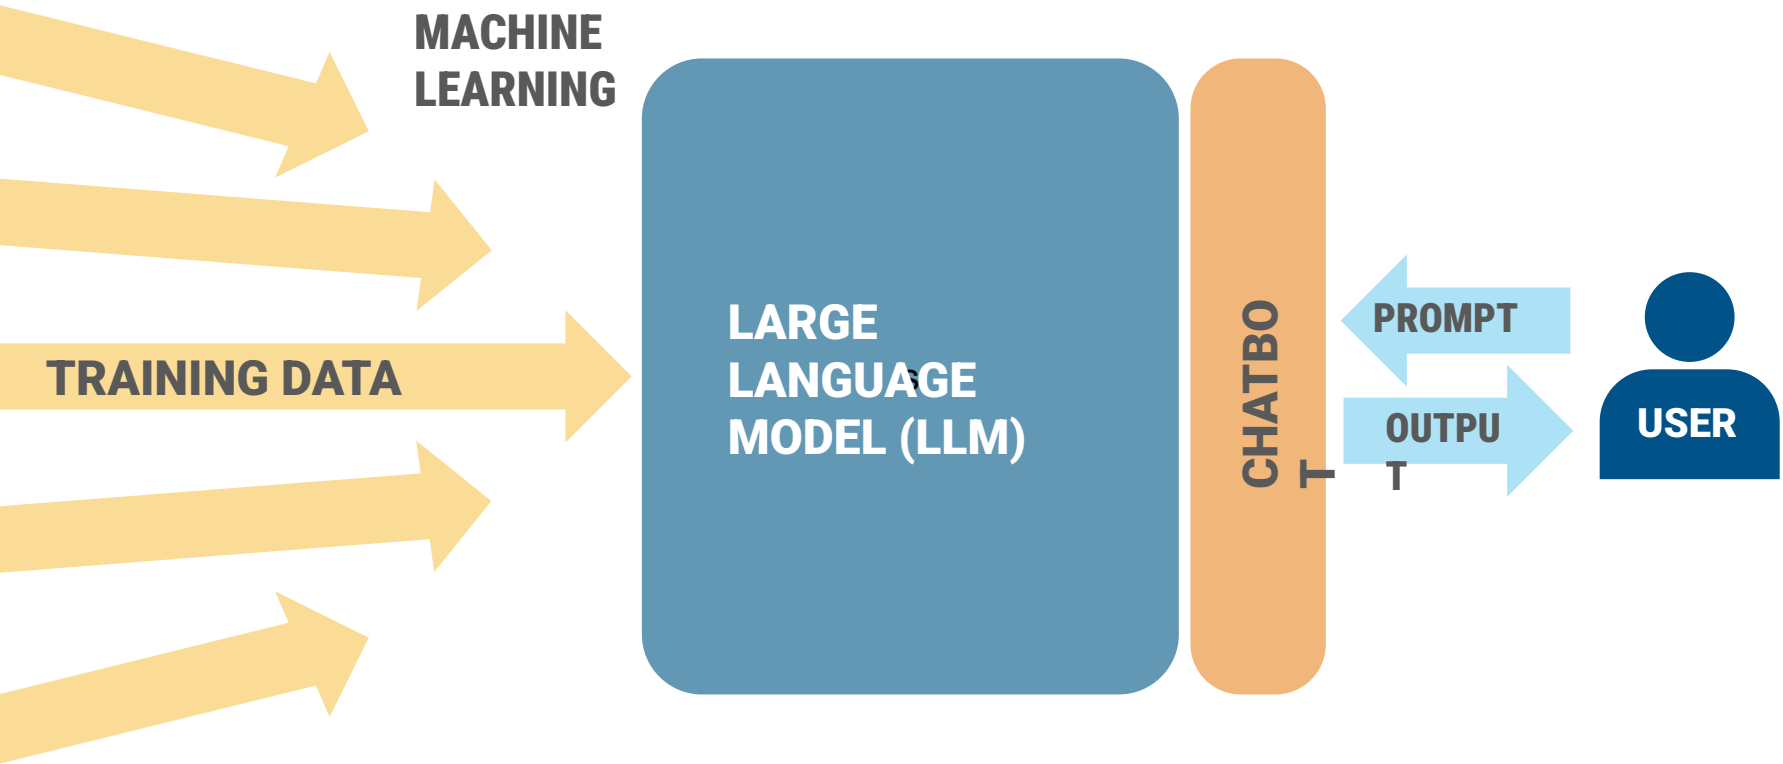 MACHINE
LEARNING
TRAINING DATA
LARGE
LANGUAGE
MODEL (LLM)
s
CHATBO
T
PROMPT
OUTPU
T
USER